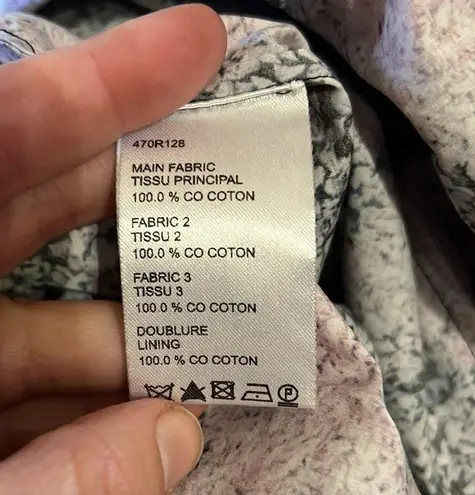 470R128
MAIN FABRIC
TISSU PRINCIPAL
100.0 % CO COTON
FABRIC 2
TISSU 2
100.0 % CO COTON
FABRIC 3
TISSU 3
100.0 % CO COTON
DOUBLURE
LINING
100.0 % CO COTON
P